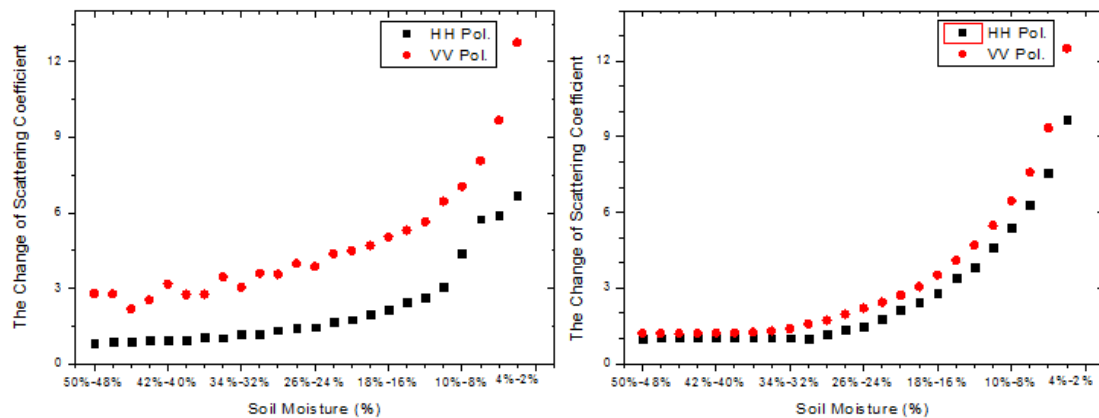 HH Pol.
VV Pol.
The Change of Scattering Coefficient
12
9
6
3
0
50%-48% 42%-40% 34%-32% 26%-24% 18%-16% 10%-8% 4%-2%
Soil Moisture (%)
HH Pol.
VV Pol.
The Change of Scattering Coefficient
12
9
6
3
0
50%-48% 42%-40% 34%-32% 26%-24% 18%-16% 10%-8% 4%-2%
Soil Moisture (%)